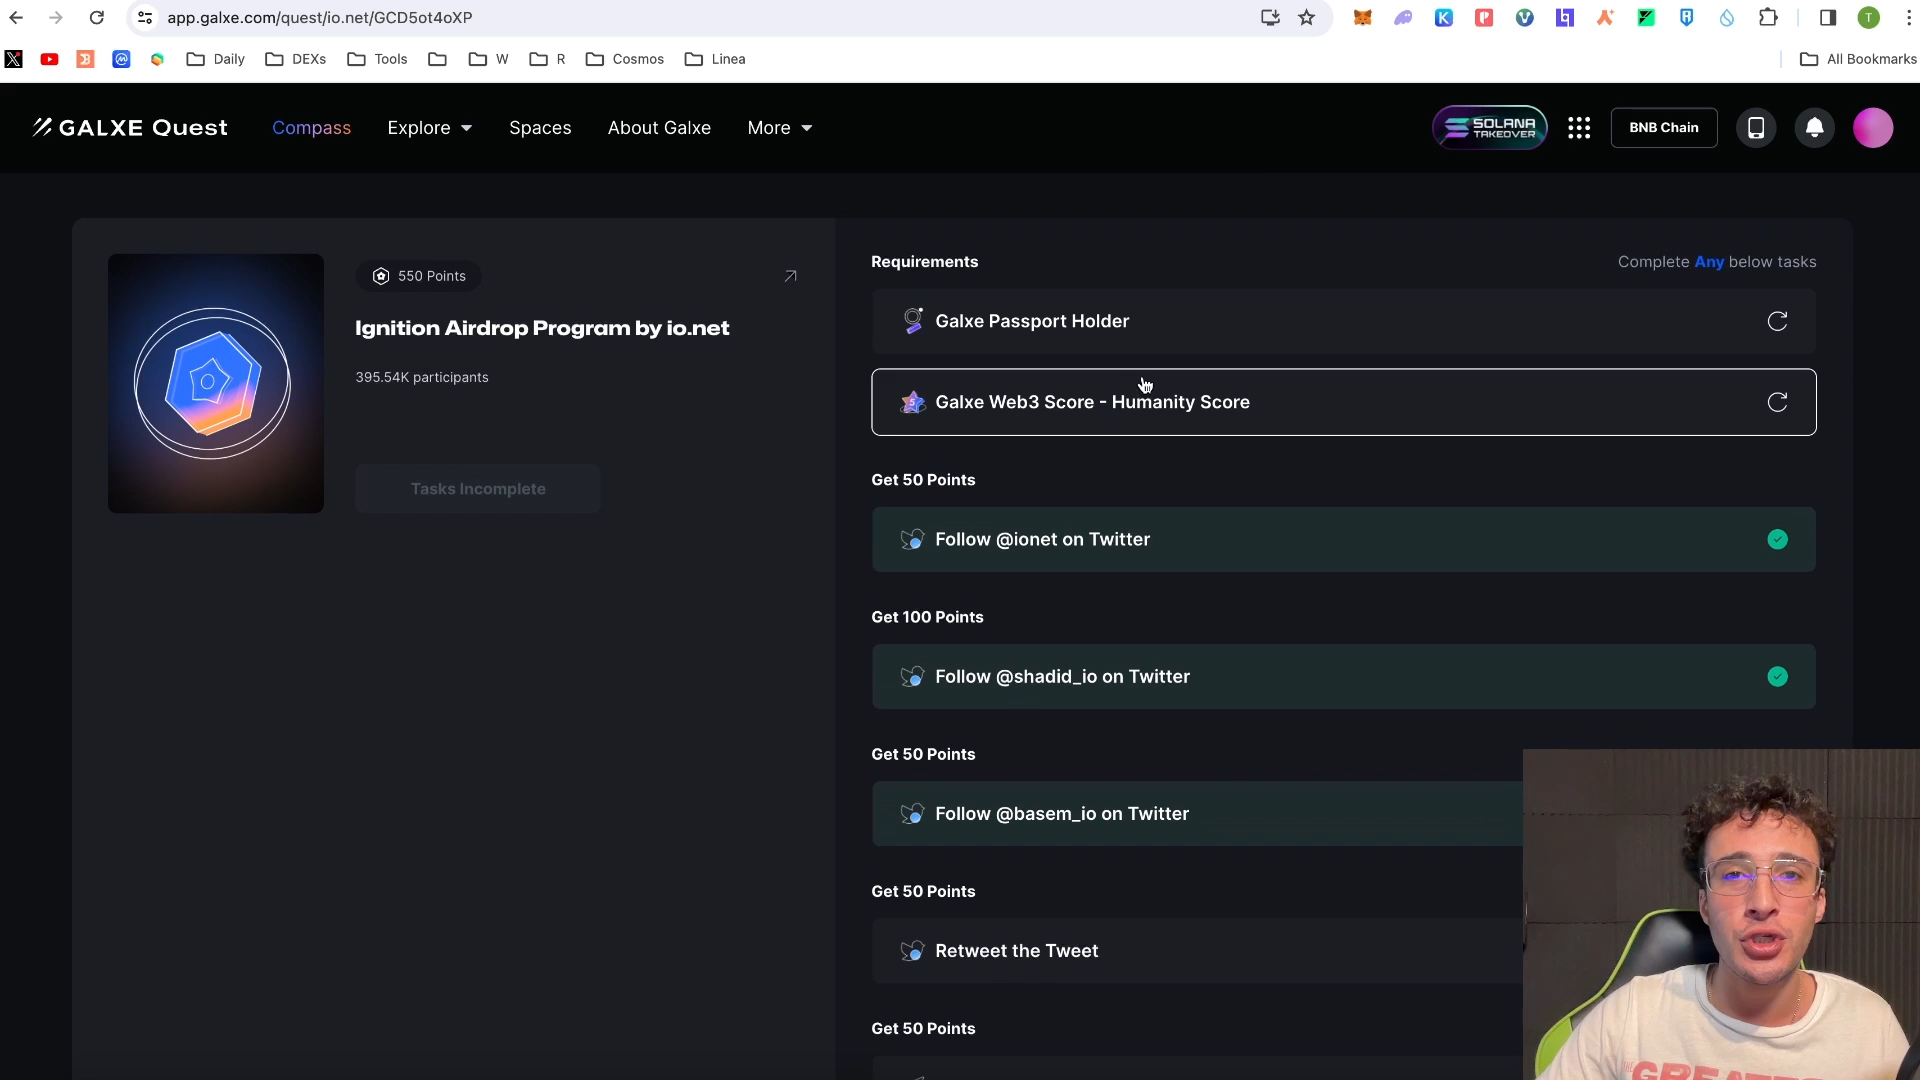 app.galxe.com/quest/io.net/GCD5ot4oXP
T
Daily
DEXs
Tools
W
R
Cosmos
Linea
All Bookmarks
GALXE Quest
Compass
Explore
Spaces
About Galxe
More
SOLANA
TAKEOVER
BNB Chain
550 Points
Ignition Airdrop Program by io.net
395.54K participants
Tasks Incomplete
Requirements
Complete Any below tasks
Galxe Passport Holder
Galxe Web3 Score - Humanity Score
Get 50 Points
Follow @ionet on Twitter
Get 100 Points
Follow @shadid_io on Twitter
Get 50 Points
Follow @basem_io on Twitter
Get 50 Points
Retweet the Tweet
Get 50 Points